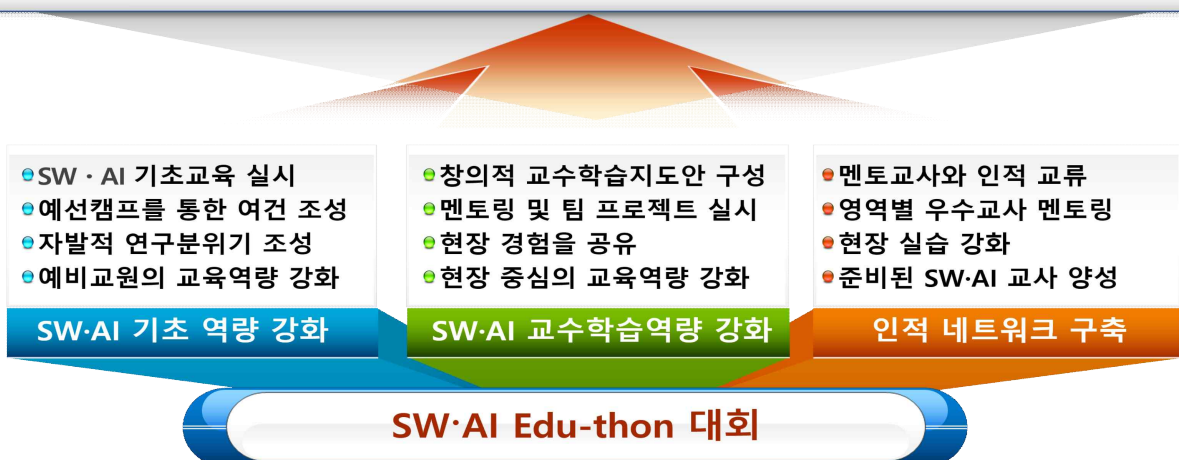 SW · AI 기초교육 실시
예선캠프를 통한 여건 조성
자발적 연구분위기 조성
예비교원의 교육역량 강화
SW·AI 기초 역량 강화
창의적 교수학습지도안 구성
멘토링 및 팀 프로젝트 실시
현장 경험을 공유
현장 중심의 교육역량 강화
SW·AI 교수학습역량 강화
멘토교사와 인적 교류
영역별 우수교사 멘토링
현장 실습 강화
준비된 SW·AI 교사 양성
인적 네트워크 구축
SW·AI Edu-thon 대회